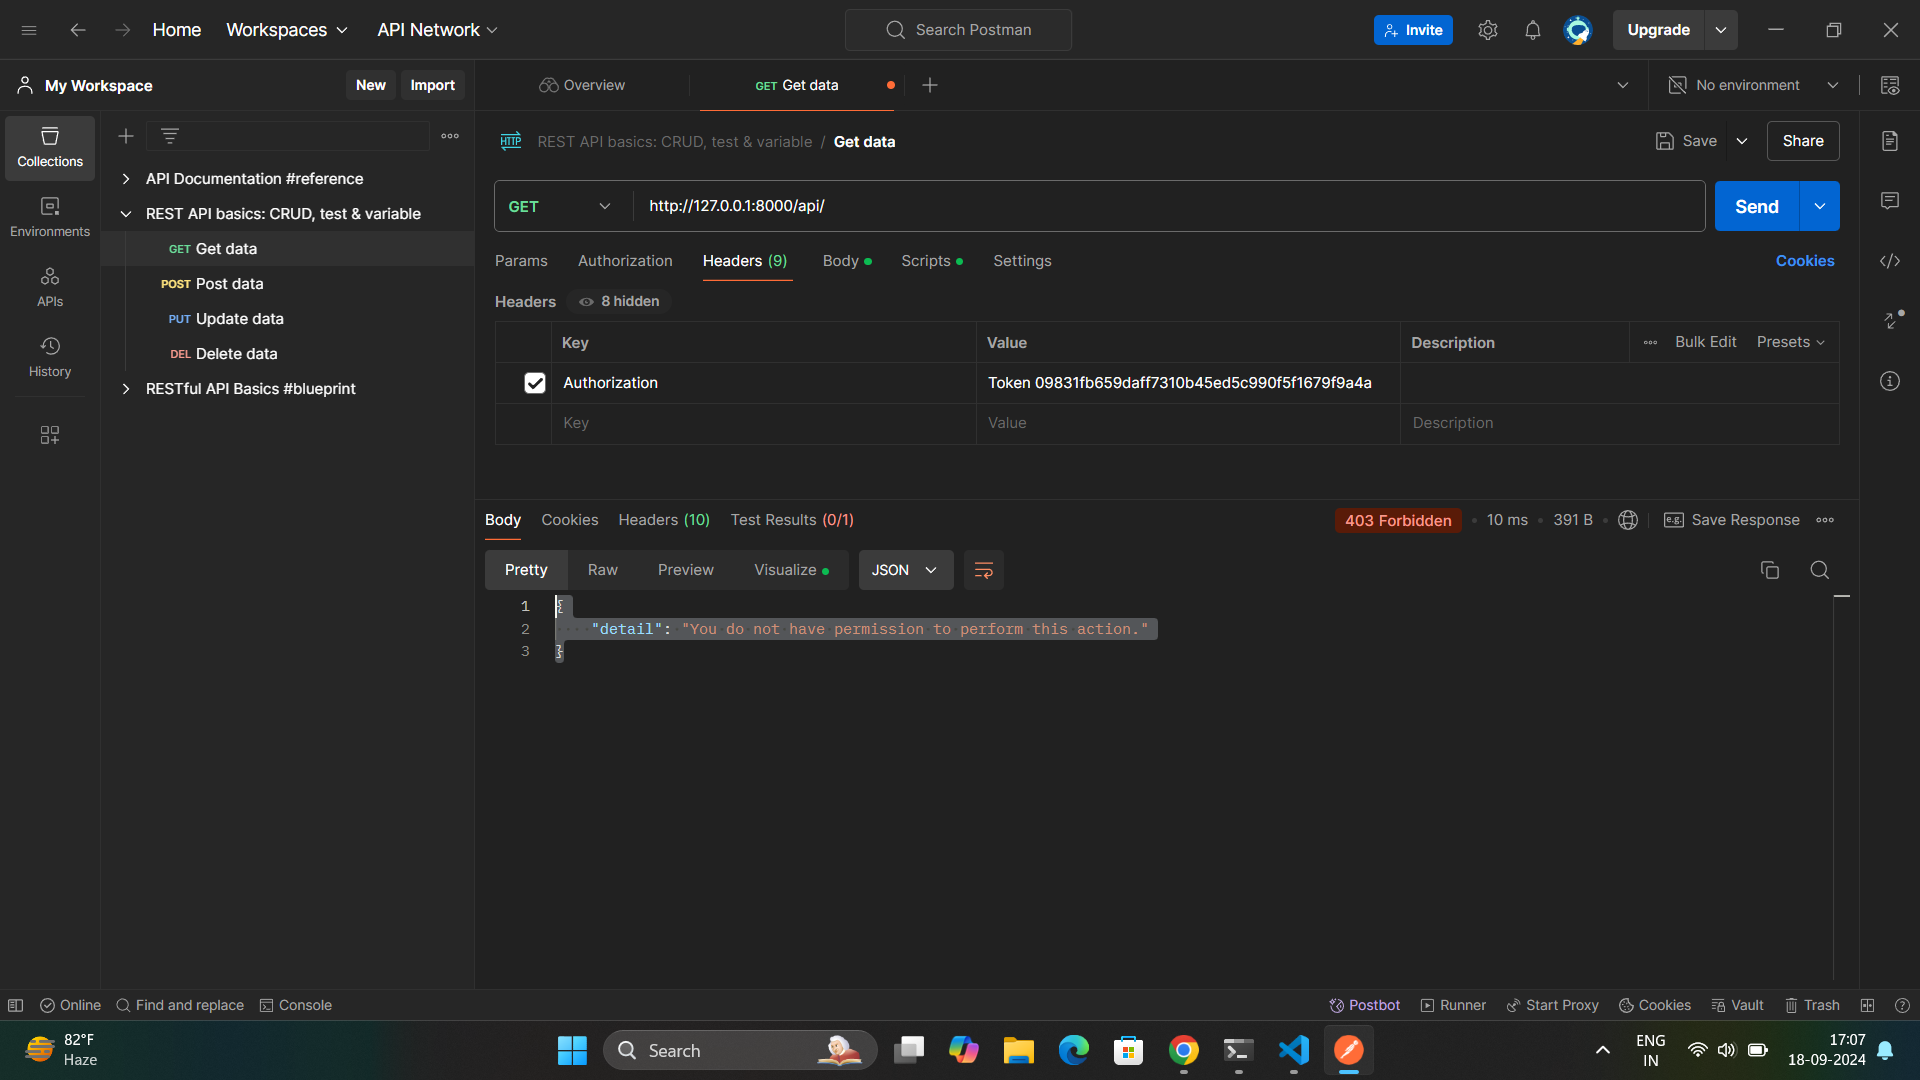 Home
Workspaces
API Network
Search Postman
Invite
Upgrade
My Workspace
New
Import
Overview
GET Get data
No environment
Collections
Environments
APIs
History
API Documentation #reference
REST API basics: CRUD, test & variable
GET Get data
POST Post data
PUT Update data
DEL Delete data
RESTful API Basics #blueprint
HTTP REST API basics: CRUD, test & variable / Get data
Save
Share
GET
http://127.0.0.1:8000/api/
Send
Params
Authorization
Headers (9)
Body
Scripts
Settings
Cookies
Headers
8 hidden
Key
Value
Description
Bulk Edit
Presets
Authorization
Token 09831fb659daff7310b45ed5c990f5f1679f9a4a
Key
Value
Description
Body
Cookies
Headers (10)
Test Results (0/1)
403 Forbidden
10 ms
391 B
e.g. Save Response
Pretty
Raw
Preview
Visualize
JSON
1 {
2 "detail": "You do not have permission to perform this action."
3 }
Online
Find and replace
Console
Postbot
Runner
Start Proxy
Cookies
Vault
Trash
82°F
Haze
Search
ENG
IN
17:07
18-09-2024